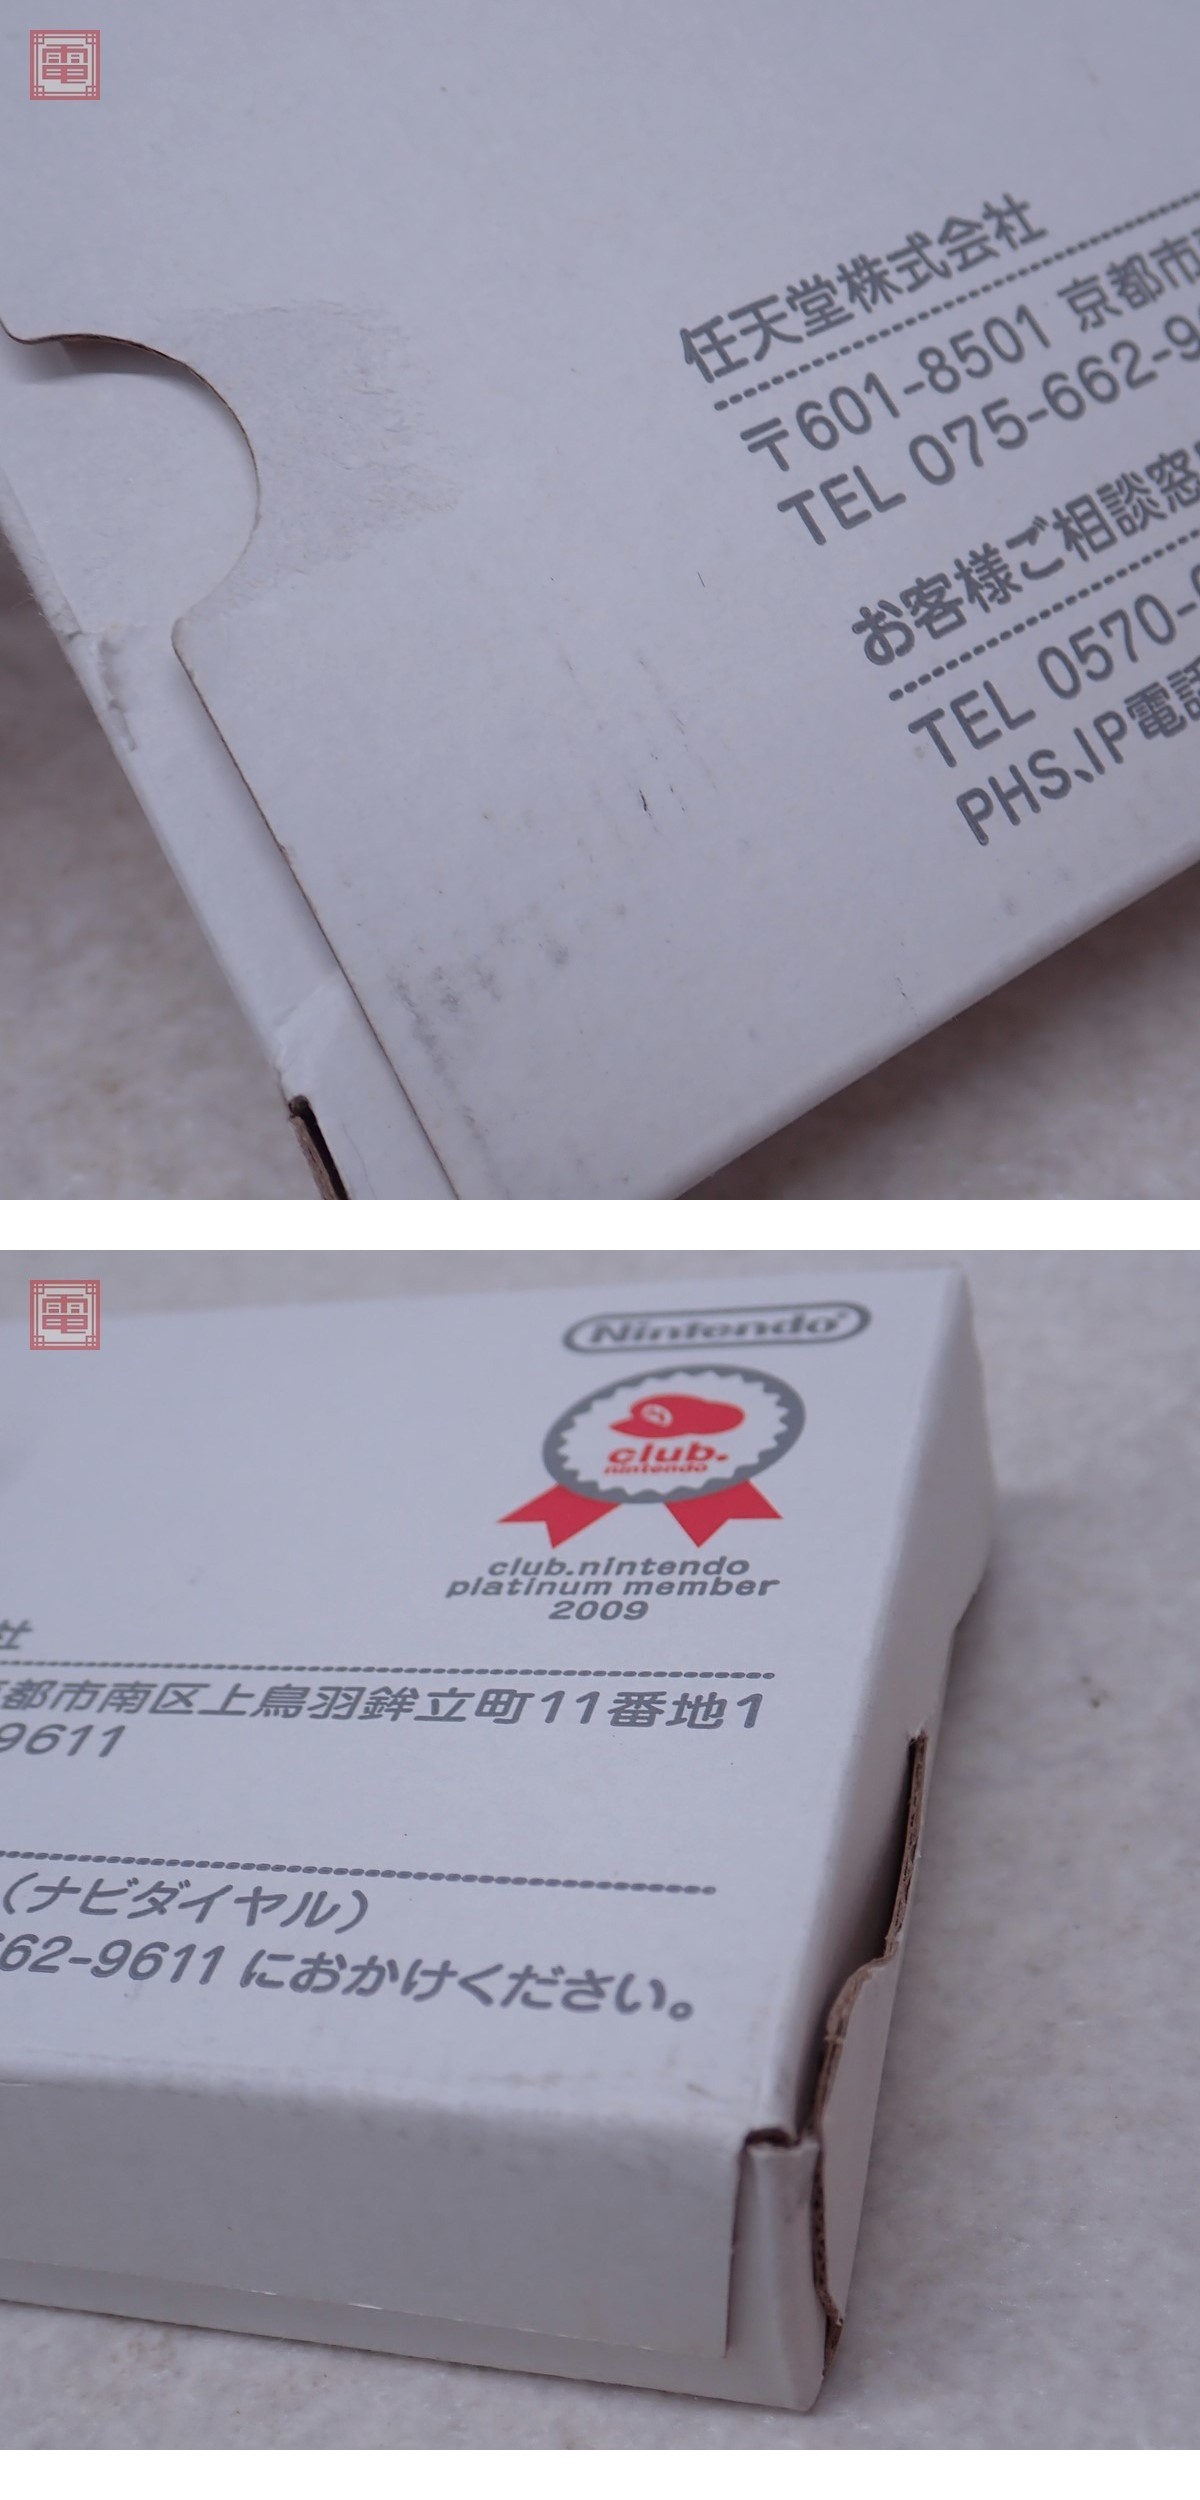 電
任天堂株式会社
〒601-8501 京都市
TEL 075-662-9
お客様ご相談窓
TEL 0570-
PHS、IP電話
電
Nintendo
club.
nintendo
club.nintendo
platinum member
2009
社
都市南区上鳥羽鉾立町11番地1
9611
（ナビダイヤル）
62-9611 におかけください。